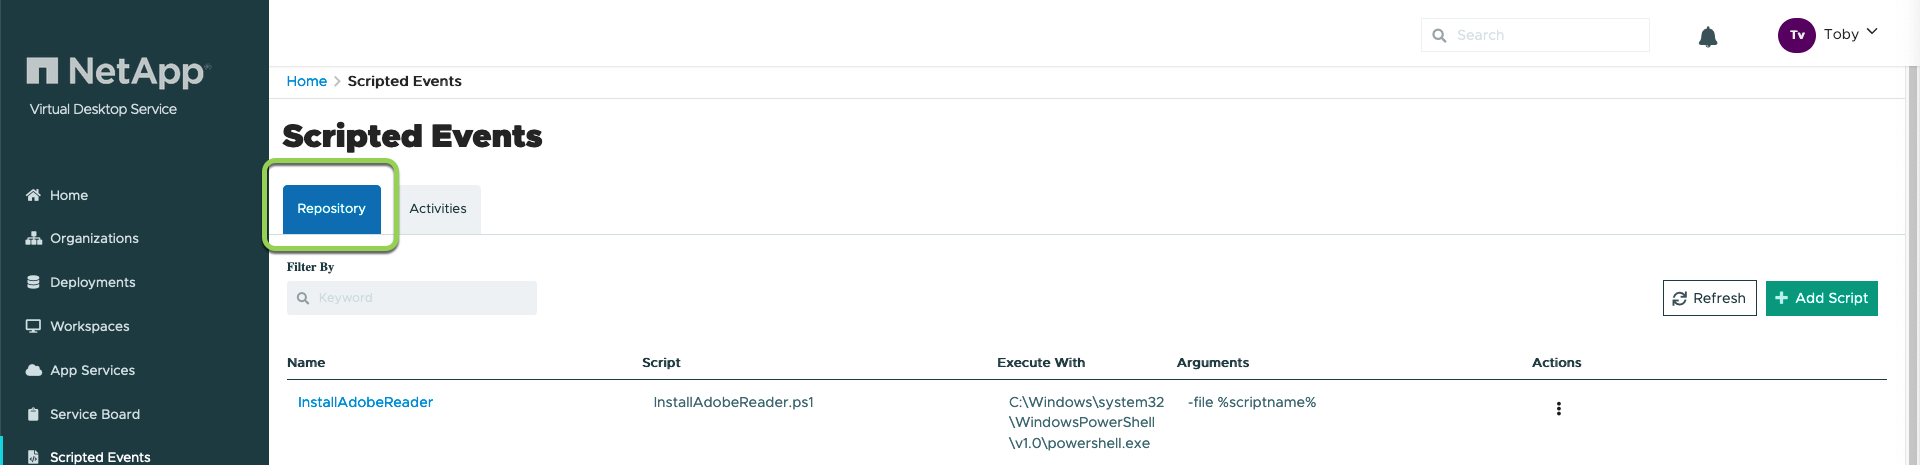 NetApp
Virtual Desktop Service
Search
Tv
Toby
Home
Organizations
Deployments
Workspaces
App Services
Service Board
Scripted Events
Home > Scripted Events
Scripted Events
Repository
Activities
Filter By
Keyword
Refresh
+ Add Script
Name Script Execute With Arguments Actions
InstallAdobeReader InstallAdobeReader.ps1 C:\Windows\system32 -file %scriptname%
\WindowsPowerShell
\v1.0\powershell.exe